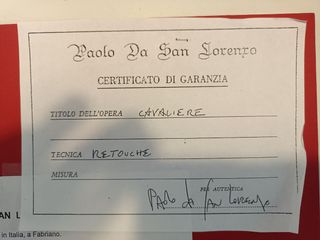 Paolo Da San Lorenzo
CERTIFICATO DI GARANZIA
TITOLO DELL'OPERA CAVALIERE
TECNICA RETOUCHE
MISURA
PER AUTENTICA
PAOLO da SAN LORENZO
AN L
in Italia, a Fabriano.